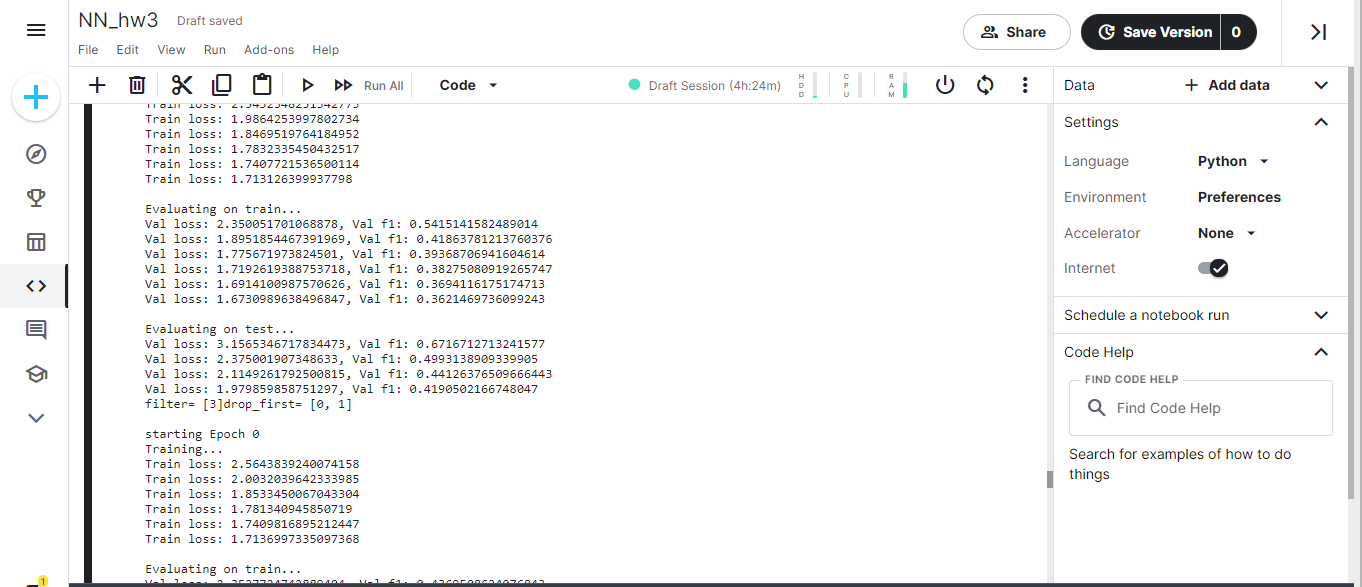 NN_hw3 Draft saved
File Edit View Run Add-ons Help
Share
Save Version 0
Run All
Code
Draft Session (4h:24m)
HDD
CPU
RAM
Train loss: 1.9864253997802734
Train loss: 1.8469519764184952
Train loss: 1.7832335450432517
Train loss: 1.7407721536500114
Train loss: 1.713126399937798
Evaluating on train...
Val loss: 2.350051701068878, Val f1: 0.5415141582489014
Val loss: 1.8951854467391969, Val f1: 0.41863781213760376
Val loss: 1.775671973824501, Val f1: 0.39368706941604614
Val loss: 1.7192619388753718, Val f1: 0.38275080919265747
Val loss: 1.6914100987570626, Val f1: 0.3694116175174713
Val loss: 1.6730989638496847, Val f1: 0.3621469736099243
Evaluating on test...
Val loss: 3.1565346717834473, Val f1: 0.6716712713241577
Val loss: 2.375001907348633, Val f1: 0.4993138909339905
Val loss: 2.1149261792500815, Val f1: 0.44126376509666443
Val loss: 1.979859858751297, Val f1: 0.4190502166748047
filter= [3]drop_first= [0, 1]
starting Epoch 0
Training...
Train loss: 2.5643839240074158
Train loss: 2.0032039642333985
Train loss: 1.8533450067043304
Train loss: 1.781340945850719
Train loss: 1.7409816895212447
Train loss: 1.7136997335097368
Evaluating on train...
Data
Add data
Settings
Language Python
Environment Preferences
Accelerator None
Internet
Schedule a notebook run
Code Help
FIND CODE HELP
Find Code Help
Search for examples of how to do
things
1